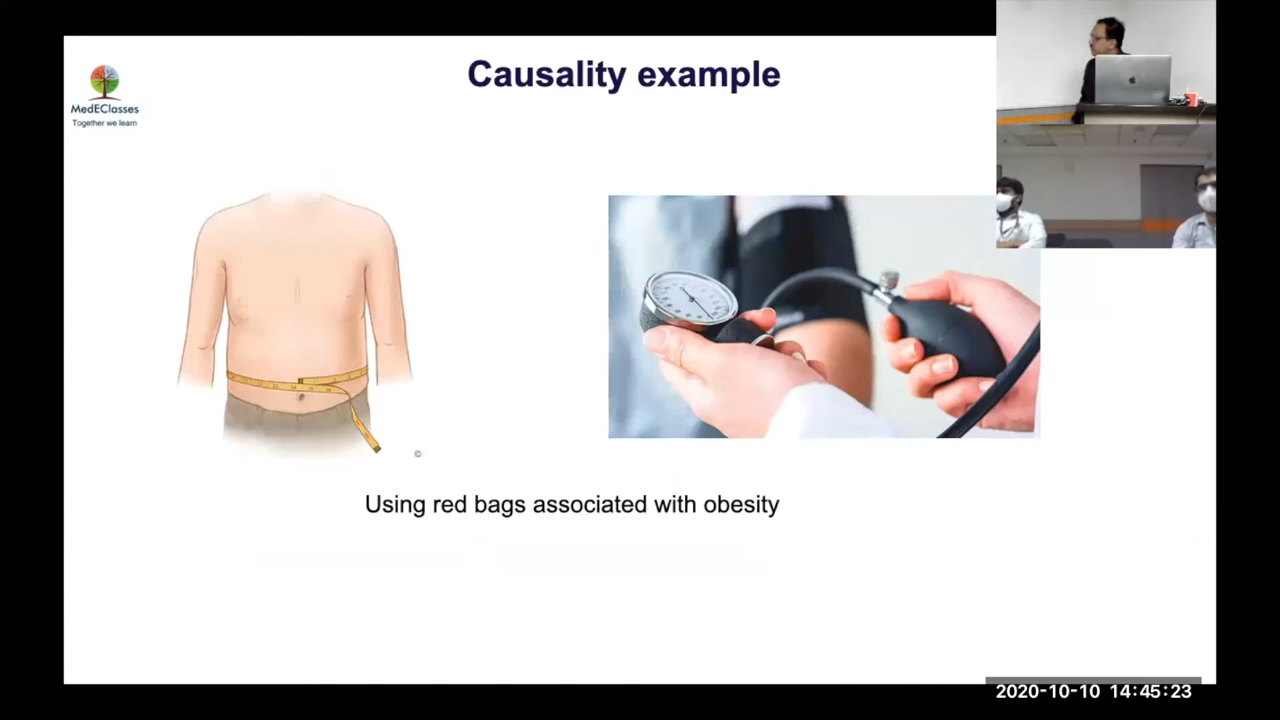 Causality example
MedEClasses
Together we learn
Using red bags associated with obesity
©
2020-10-10 14:45:23